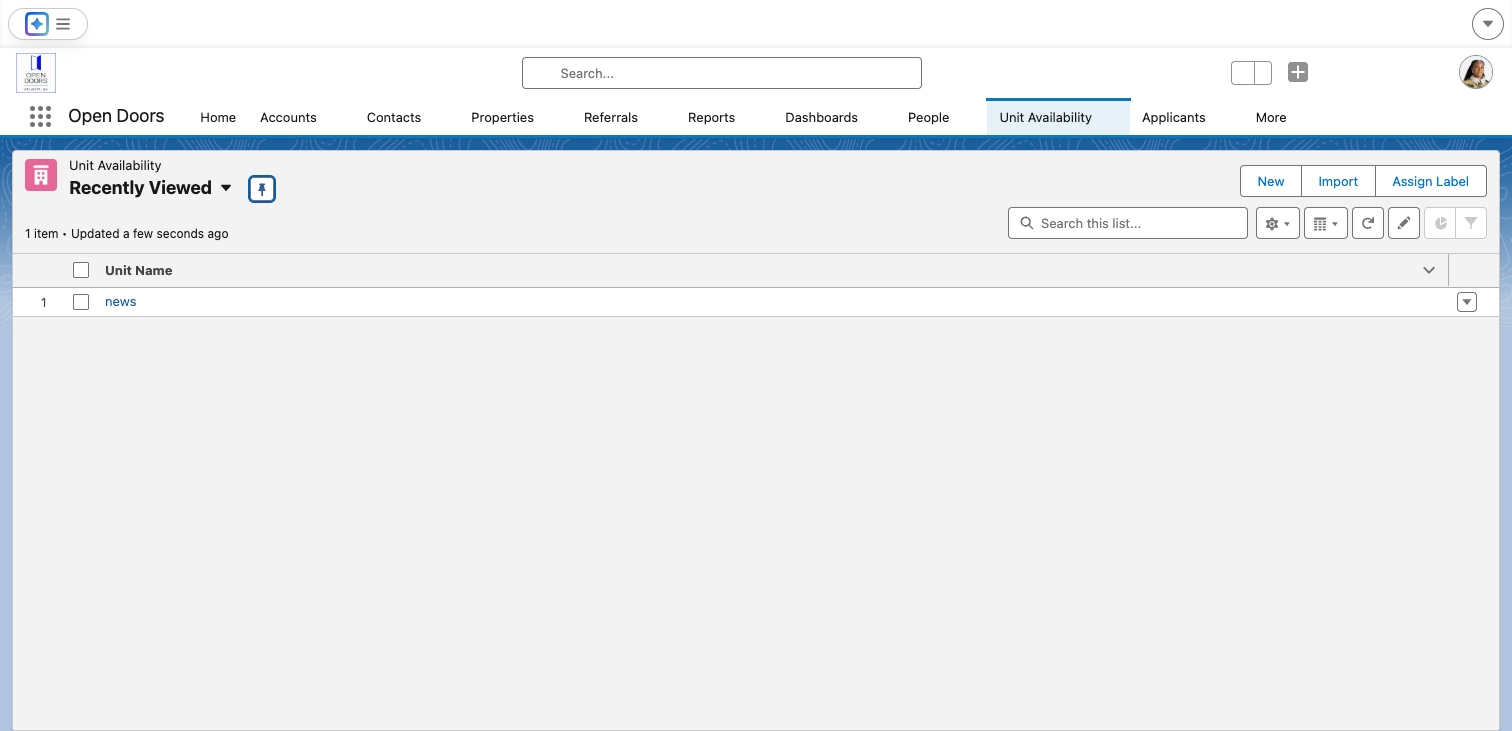 Search...
OPEN
DOORS
ATLANTA, GA
Open Doors
Home
Accounts
Contacts
Properties
Referrals
Reports
Dashboards
People
Unit Availability
Applicants
More
Unit Availability
Recently Viewed
New
Import
Assign Label
1 item • Updated a few seconds ago
Search this list...
Unit Name
1
news